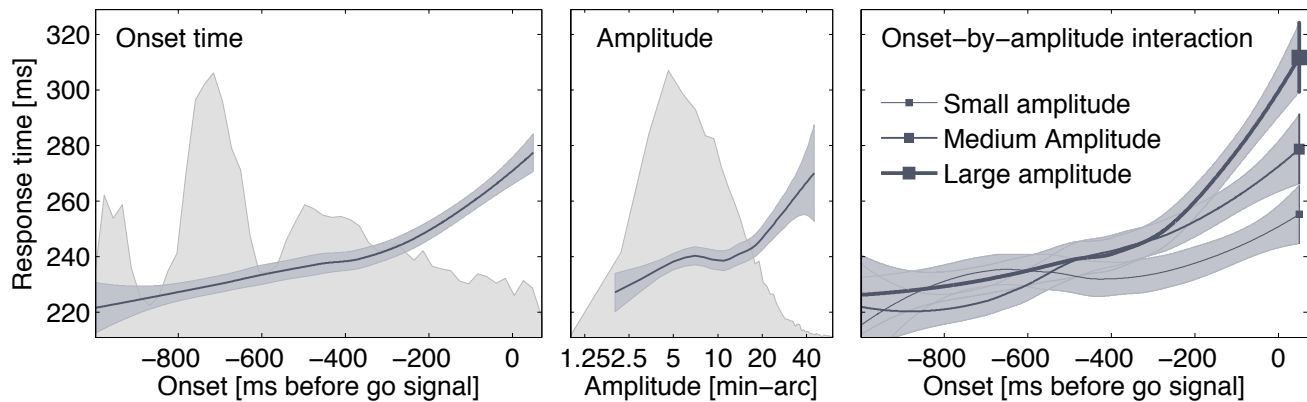 Response time [ms]
320
300
280
260
240
220
Onset time
−800 −600 −400 −200 0
Onset [ms before go signal]
Amplitude
1.25 2.5 5 10 20 40
Amplitude [min−arc]
Onset−by−amplitude interaction
Small amplitude
Medium Amplitude
Large amplitude
−800 −600 −400 −200 0
Onset [ms before go signal]